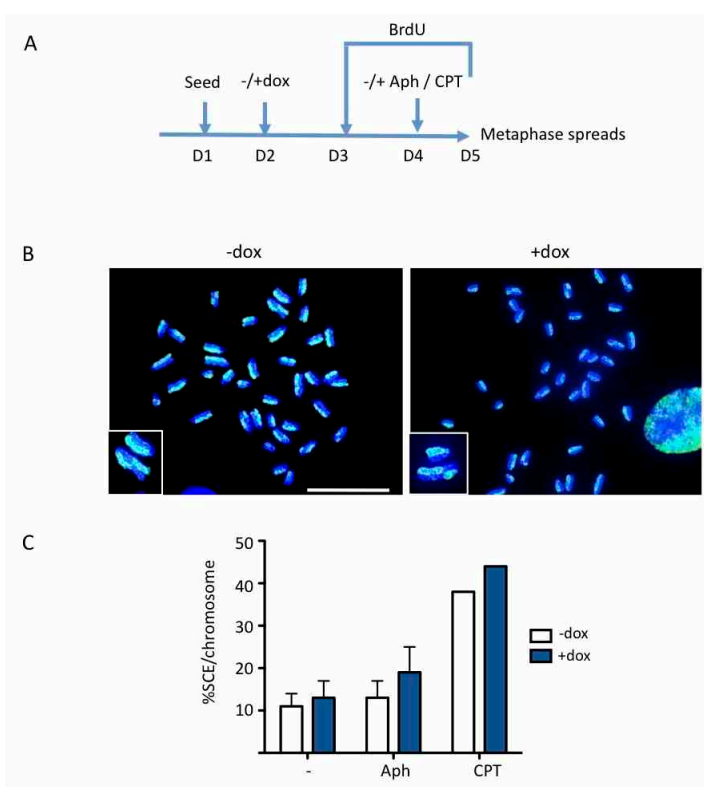 A
BrdU
Seed
-/+dox
-/+ Aph / CPT
Metaphase spreads
D1
D2
D3
D4
D5
B
-dox
+dox
C
%SCE/chromosome
50
40
30
20
10
-dox
+dox
-
Aph
CPT